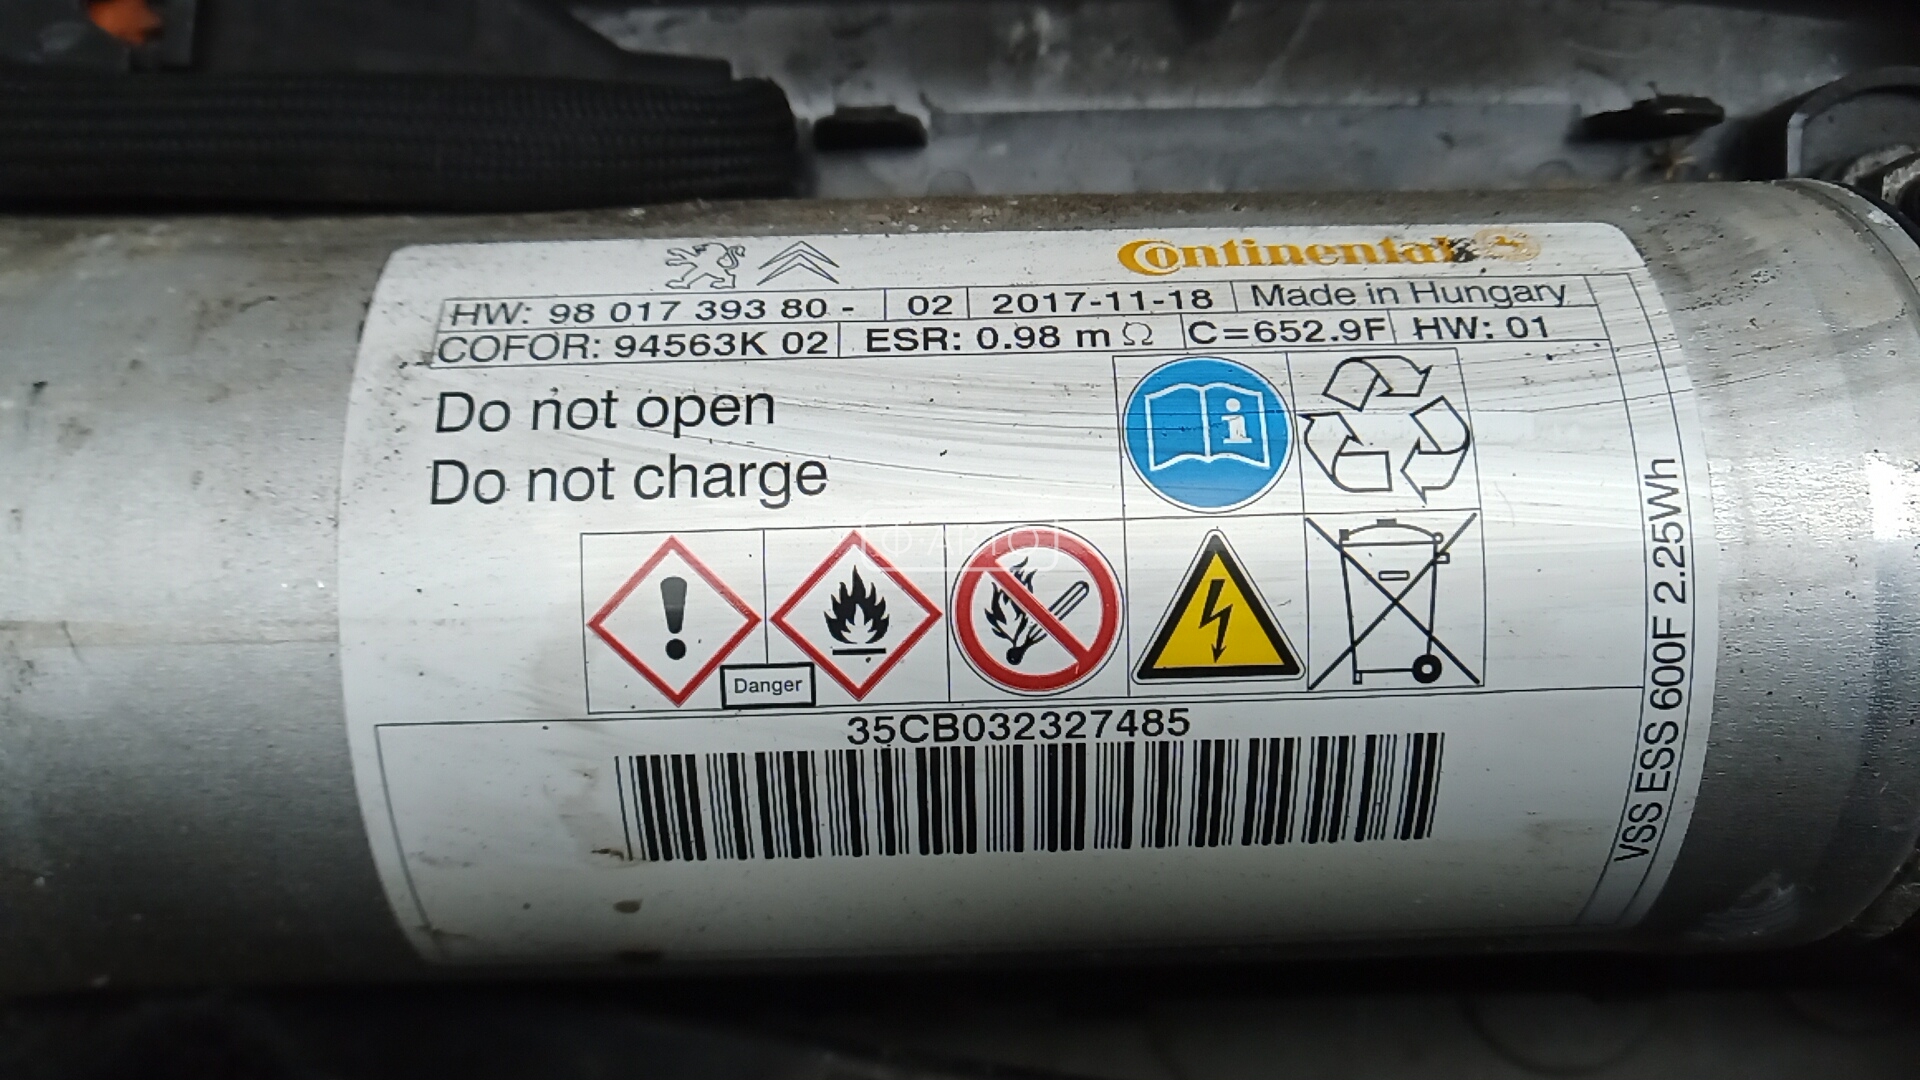 Continental
HW: 98 017 393 80 - 02 2017-11-18 Made in Hungary
COFOR: 94563K 02 ESR: 0.98 mΩ C=652.9F HW: 01
Do not open
Do not charge
i
Ф-АВТО
Danger
35CB032327485
VSS ESS 600F 2.25Wh